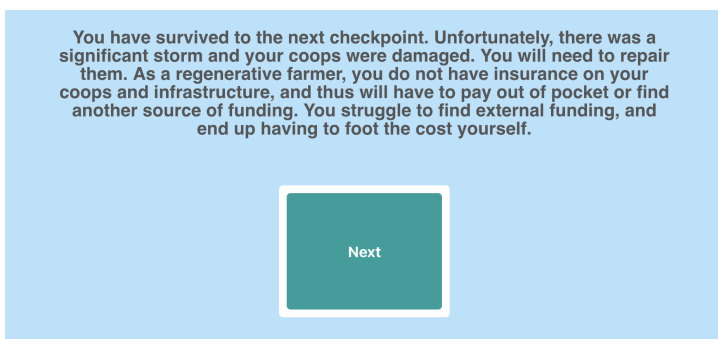 You have survived to the next checkpoint. Unfortunately, there was a
significant storm and your coops were damaged. You will need to repair
them. As a regenerative farmer, you do not have insurance on your
coops and infrastructure, and thus will have to pay out of pocket or find
another source of funding. You struggle to find external funding, and
end up having to foot the cost yourself.
Next